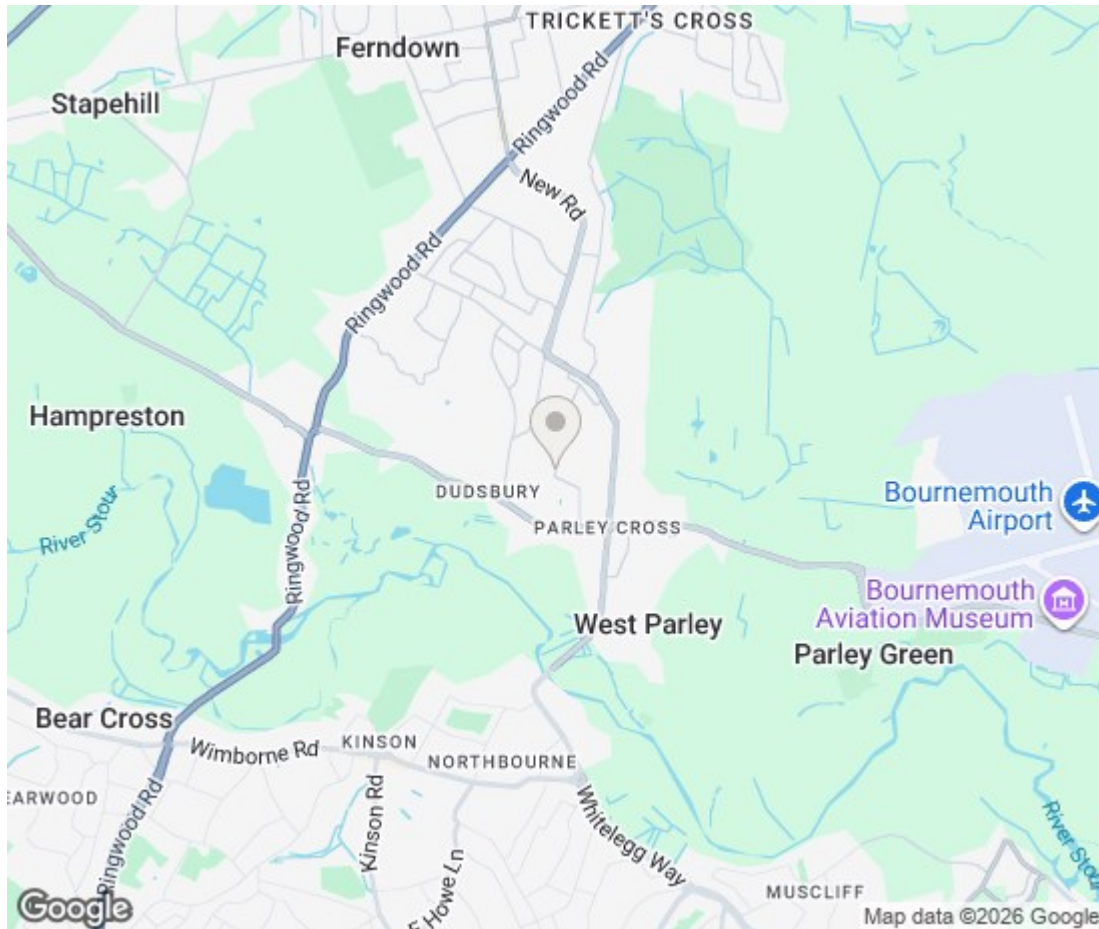 TRICKETT'S CROSS
Ferndown
Stapehill
Ringwood Rd
New Rd
Ringwood Rd
Hampreston
DUDSBURY
Bournemouth
Airport
River Stour
Ringwood Rd
PARLEY CROSS
Bournemouth
Aviation Museum
West Parley
Parley Green
Bear Cross
Wimborne Rd
KINSON
NORTHBOURNE
EARWOOD
Ringwood Rd
Kinson Rd
Howe Ln
Whitelegg Way
MUSCLIFF
River Stour
Google
Map data ©2026 Google